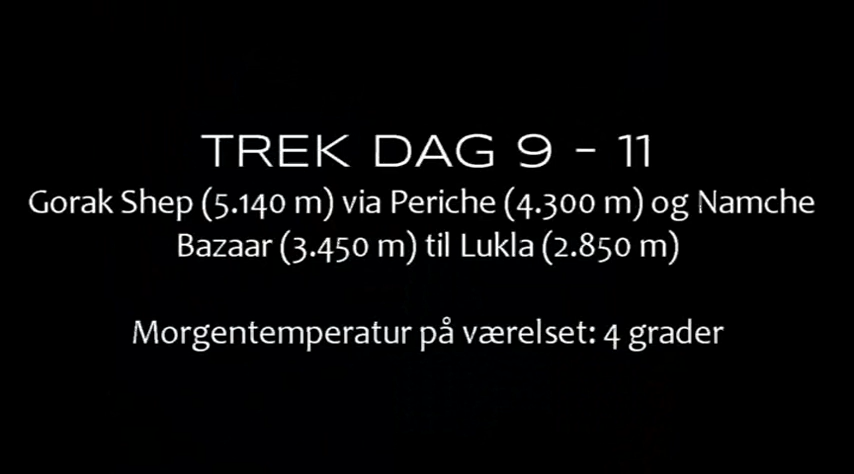 TREK DAG 9 – 11
Gorak Shep (5.140 m) via Periche (4.300 m) og Namche
Bazaar (3.450 m) til Lukla (2.850 m)
Morgentemperatur på værelset: 4 grader